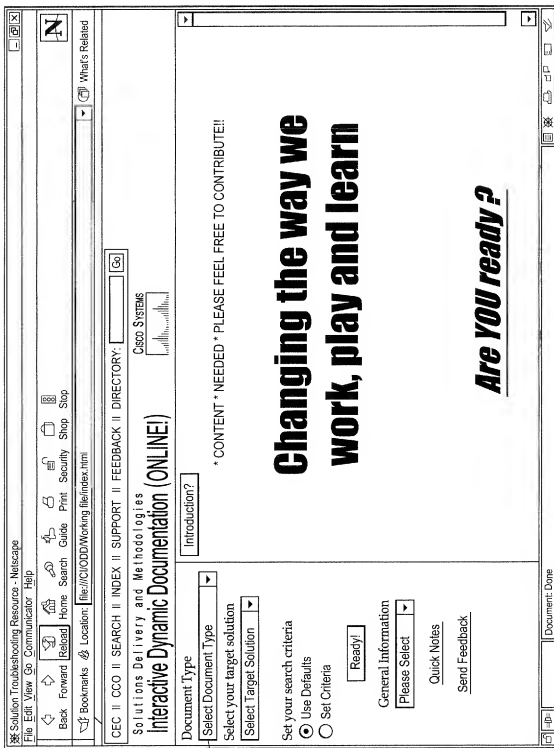 Solution Troubleshooting Resource - Netscape
File Edit View Go Communicator Help
Back Forward Reload Home Search Guide Print Security Shop Stop
Bookmarks Location: file:///C|/ODD/Working file/index.html What's Related
CEC II CCO II SEARCH II INDEX II SUPPORT II FEEDBACK II DIRECTORY: Go
Solutions Delivery and Methodologies
Interactive Dynamic Documentation (ONLINE!)
CISCO SYSTEMS
Document Type
Select Document Type
Select your target solution
Select Target Solution
Set your search criteria
Use Defaults
Set Criteria
Ready!
General Information
Please Select
Quick Notes
Send Feedback
Introduction?
* CONTENT * NEEDED * PLEASE FEEL FREE TO CONTRIBUTE!!
Changing the way we
work, play and learn
Are YOU ready ?
Document: Done